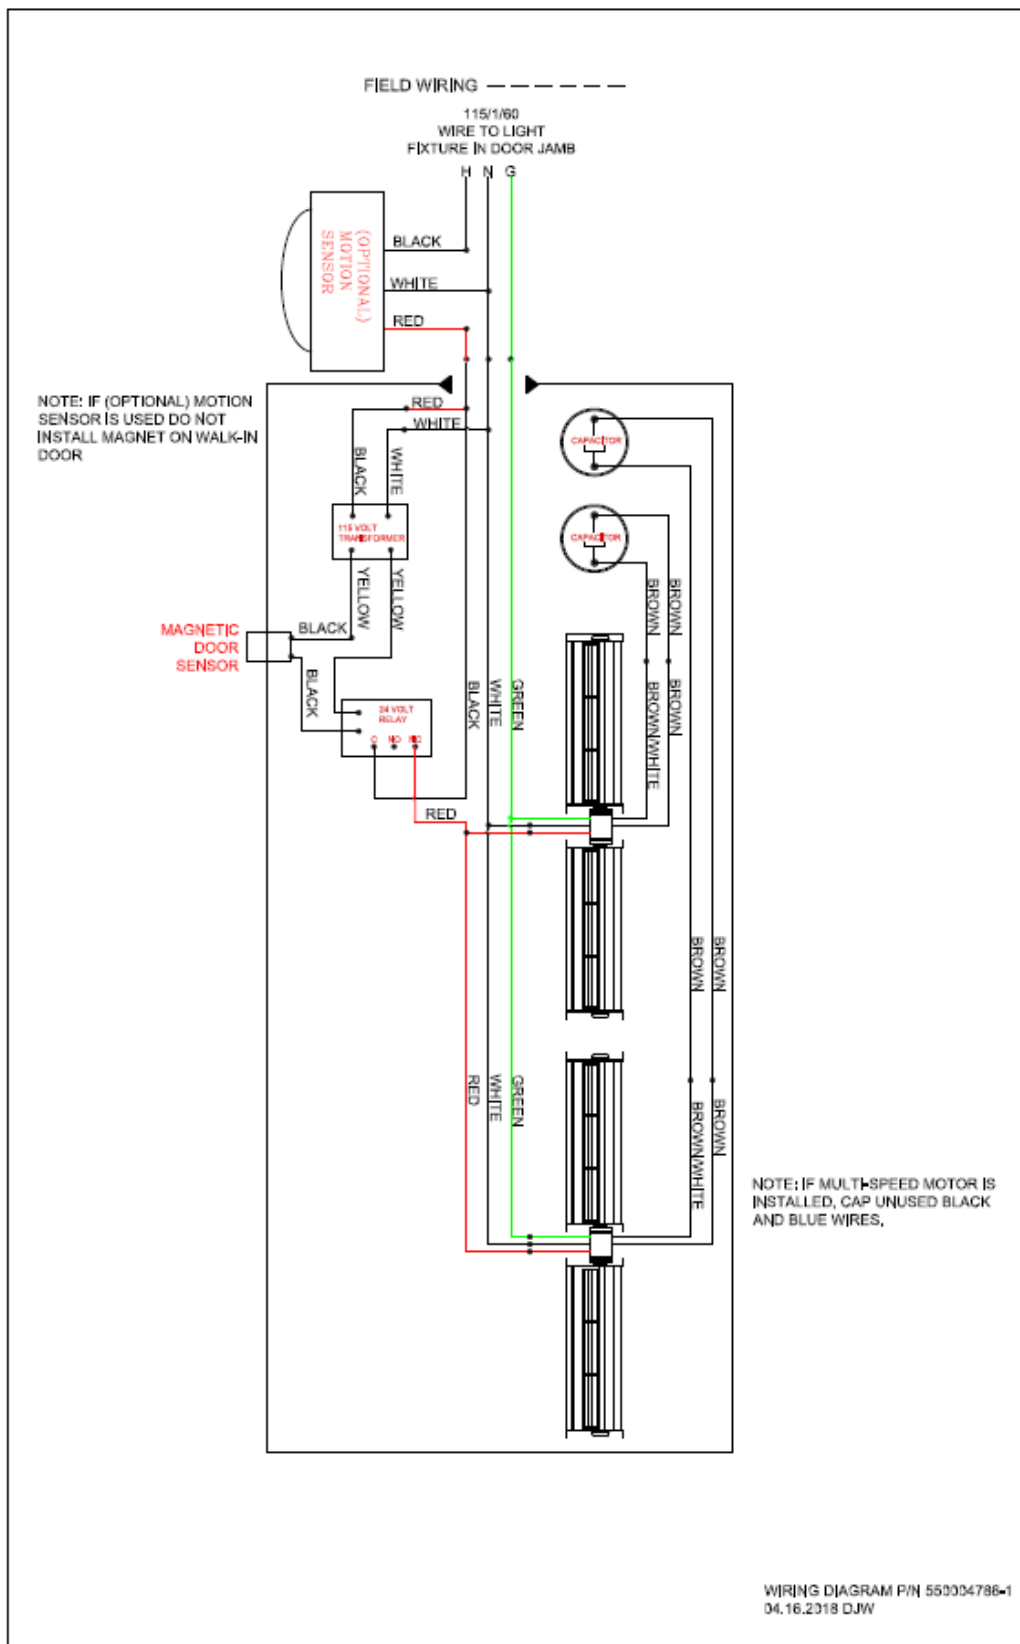 FIELD WIRING
115/1/60
WIRE TO LIGHT
FIXTURE IN DOOR JAMB
H N G
BLACK
WHITE
RED
(OPTIONAL)
MOTION
SENSOR
NOTE: IF (OPTIONAL) MOTION
SENSOR IS USED DO NOT
INSTALL MAGNET ON WALK-IN
DOOR
RED
WHITE
BLACK
WHITE
CAPACITOR
115 VOLT
TRANSFORMER
CAPACITOR
YELLOW
YELLOW
BROWN
BROWN
MAGNETIC
DOOR
SENSOR
BLACK
BLACK
24 VOLT
RELAY
C NO NC
BLACK
WHITE
GREEN
BROWN/WHITE
BROWN
RED
BROWN
BROWN
RED
WHITE
GREEN
BROWN/WHITE
BROWN
NOTE: IF MULTI-SPEED MOTOR IS
INSTALLED, CAP UNUSED BLACK
AND BLUE WIRES.
WIRING DIAGRAM P/N 550004786-1
04.16.2018 DJW